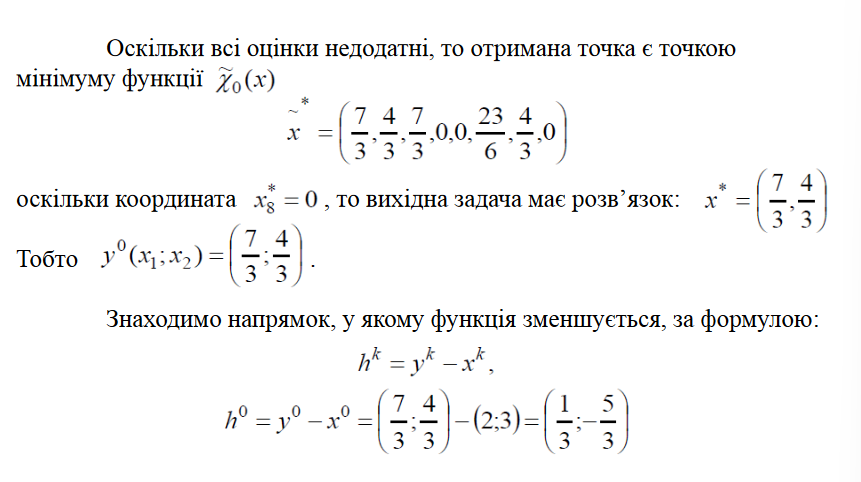 Оскільки всі оцінки недодатні, то отримана точка є точкою
мінімуму функції $\tilde{\chi}_0(x)$
$\tilde{x}^* = \left(\frac{7}{3},\frac{4}{3},\frac{7}{3},0,0,\frac{23}{6},\frac{4}{3},0\right)$
оскільки координата $x_8^* = 0$ , то вихідна задача має розв’язок: $x^* = \left(\frac{7}{3},\frac{4}{3}\right)$
Тобто $y^0(x_1;x_2) = \left(\frac{7}{3};\frac{4}{3}\right)$ .
Знаходимо напрямок, у якому функція зменшується, за формулою:
$h^k = y^k - x^k,$
$h^0 = y^0 - x^0 = \left(\frac{7}{3};\frac{4}{3}\right) - (2;3) = \left(\frac{1}{3};-\frac{5}{3}\right)$